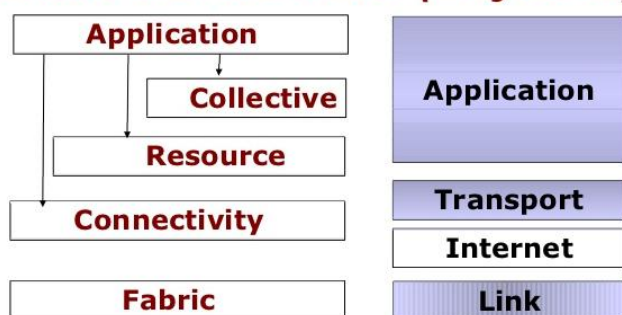 Application
Collective
Resource
Connectivity
Fabric
Application
Transport
Internet
Link